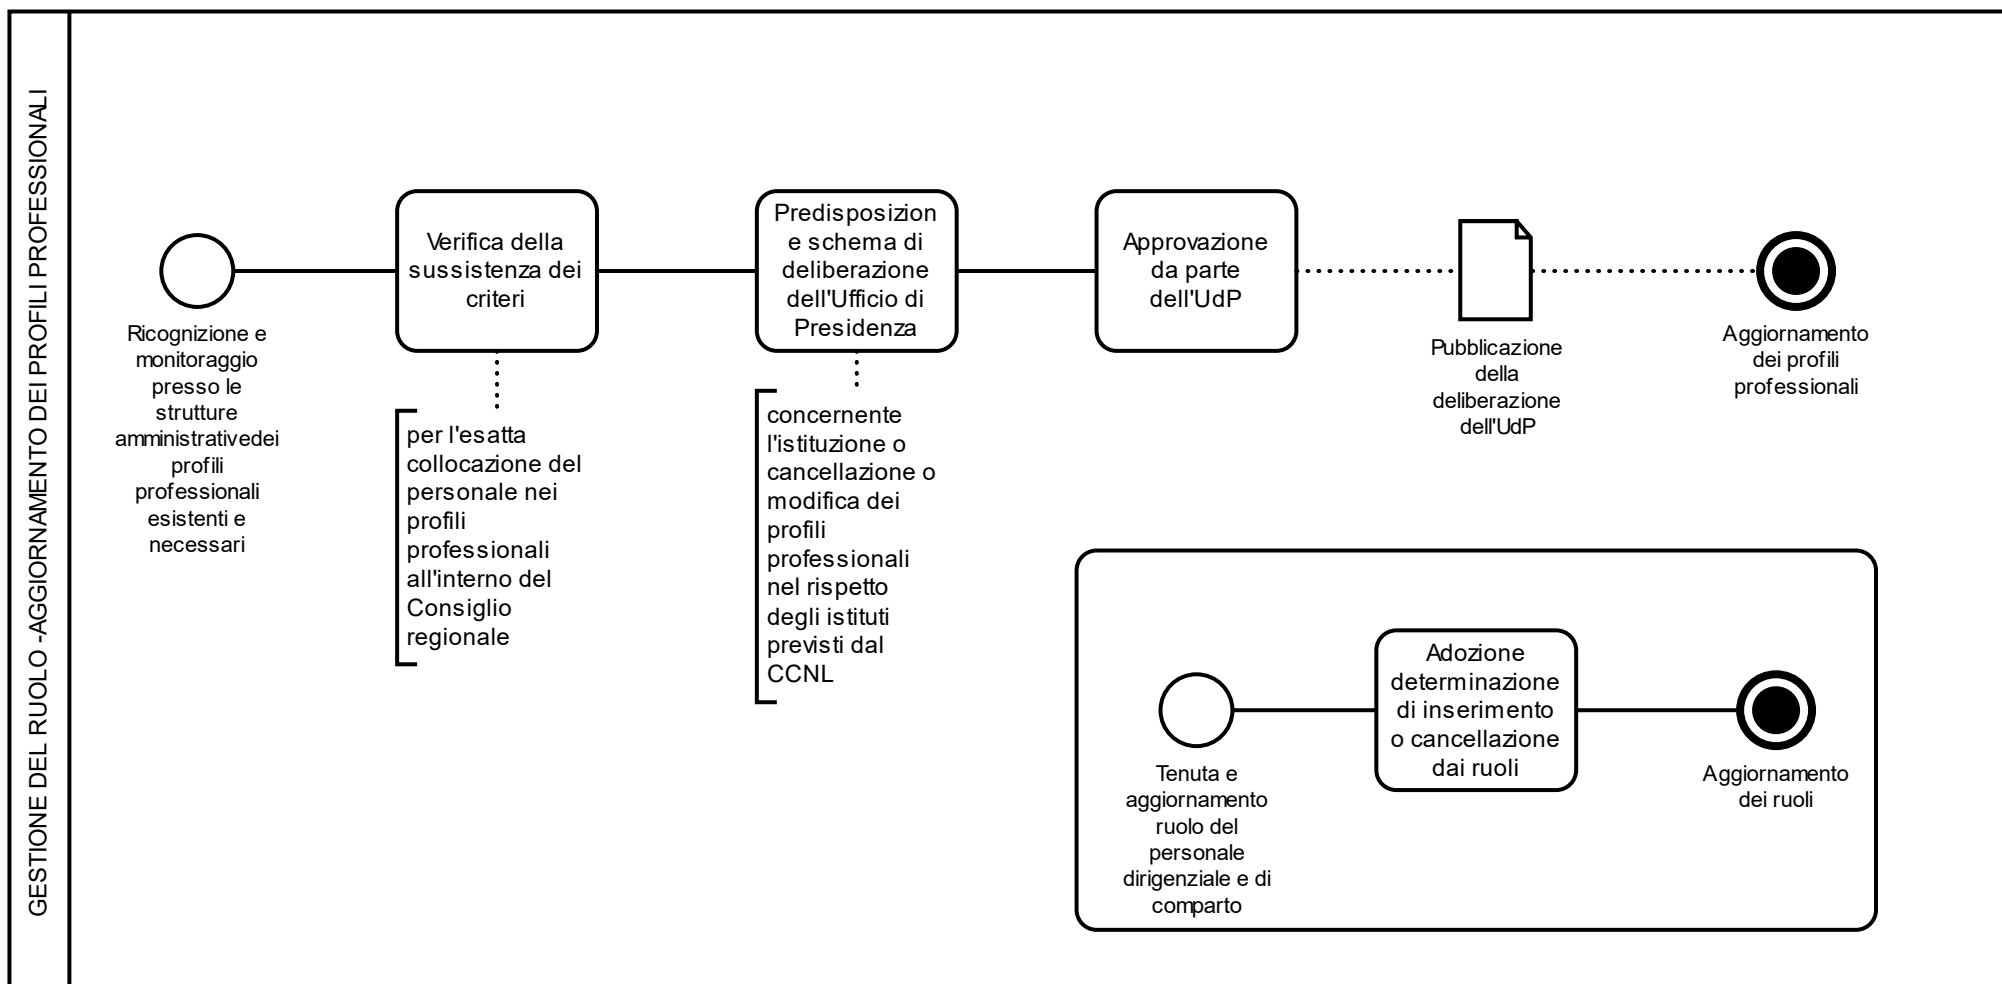 GESTIONE DEL RUOLO -AGGIORNAMENTO DEI PROFILI PROFESSIONALI
Ricognizione e
monitoraggio
presso le
strutture
amministrativedei
profili
professionali
esistenti e
necessari
Verifica della
sussistenza dei
criteri
per l'esatta
collocazione del
personale nei
profili
professionali
all'interno del
Consiglio
regionale
Predisposizion
e schema di
deliberazione
dell'Ufficio di
Presidenza
concernente
l'istituzione o
cancellazione o
modifica dei
profili
professionali
nel rispetto
degli istituti
previsti dal
CCNL
Approvazione
da parte
dell'UdP
Pubblicazione
della
deliberazione
dell'UdP
Aggiornamento
dei profili
professionali
Tenuta e
aggiornamento
ruolo del
personale
dirigenziale e di
comparto
Adozione
determinazione
di inserimento
o cancellazione
dai ruoli
Aggiornamento
dei ruoli